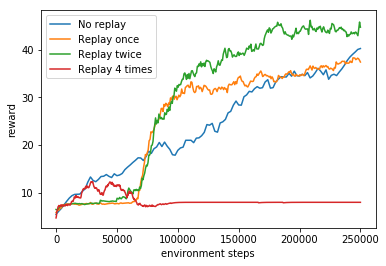 No replay
Replay once
Replay twice
Replay 4 times
reward
40
30
20
10
0
50000
100000
150000
200000
250000
environment steps